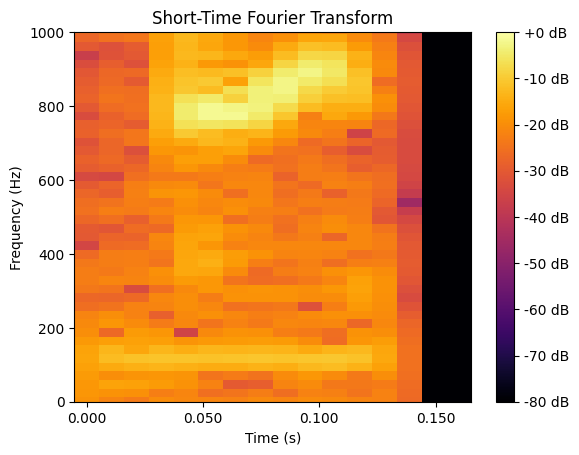 Short-Time Fourier Transform
Frequency (Hz)
1000
800
600
400
200
0
0.000
0.050
0.100
0.150
Time (s)
+0 dB
-10 dB
-20 dB
-30 dB
-40 dB
-50 dB
-60 dB
-70 dB
-80 dB